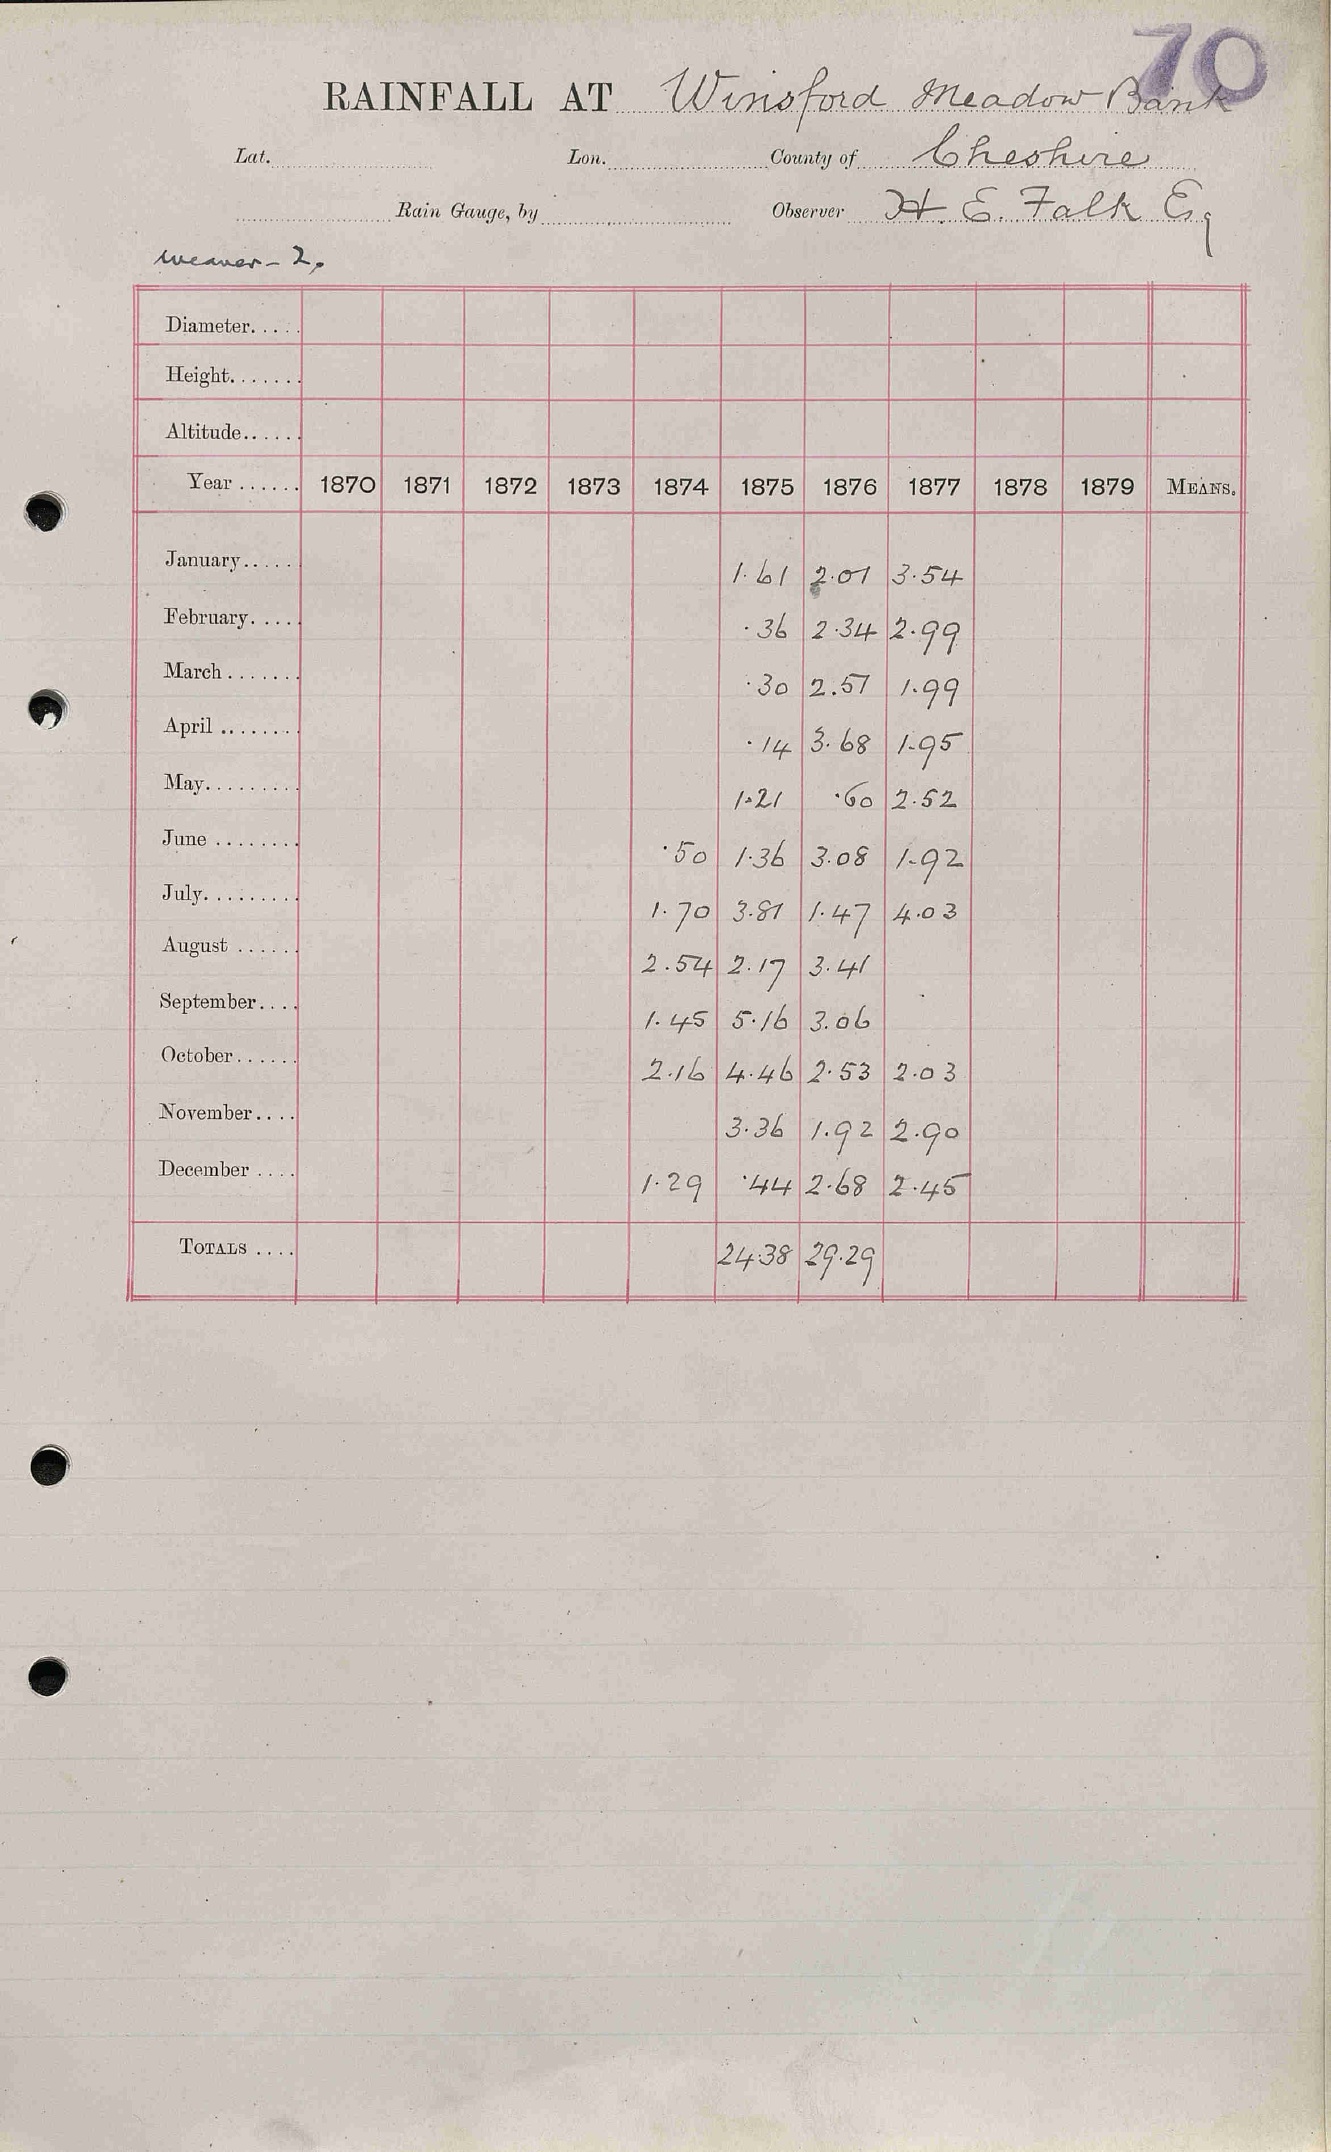 70
RAINFALL AT Winsford Meadow Bank
Lat. Lon. County of Cheshire
Rain Gauge, by Observer H. E. Falk Esq
Weaver - 2.
Diameter.....
Height.......
Altitude......
Year ...... 1870 1871 1872 1873 1874 1875 1876 1877 1878 1879 MEANS.
January..... 1.61 2.01 3.54
February.... .36 2.34 2.99
March ....... .30 2.51 1.99
April ........ .14 3.68 1.95
May......... 1.21 .60 2.52
June ........ .50 1.36 3.08 1.92
July......... 1.70 3.81 1.47 4.03
August ...... 2.54 2.17 3.41
September.... 1.45 5.16 3.06
October...... 2.16 4.46 2.53 2.03
November.... 3.36 1.92 2.90
December .... 1.29 .44 2.68 2.45
TOTALS .... 24.38 29.29